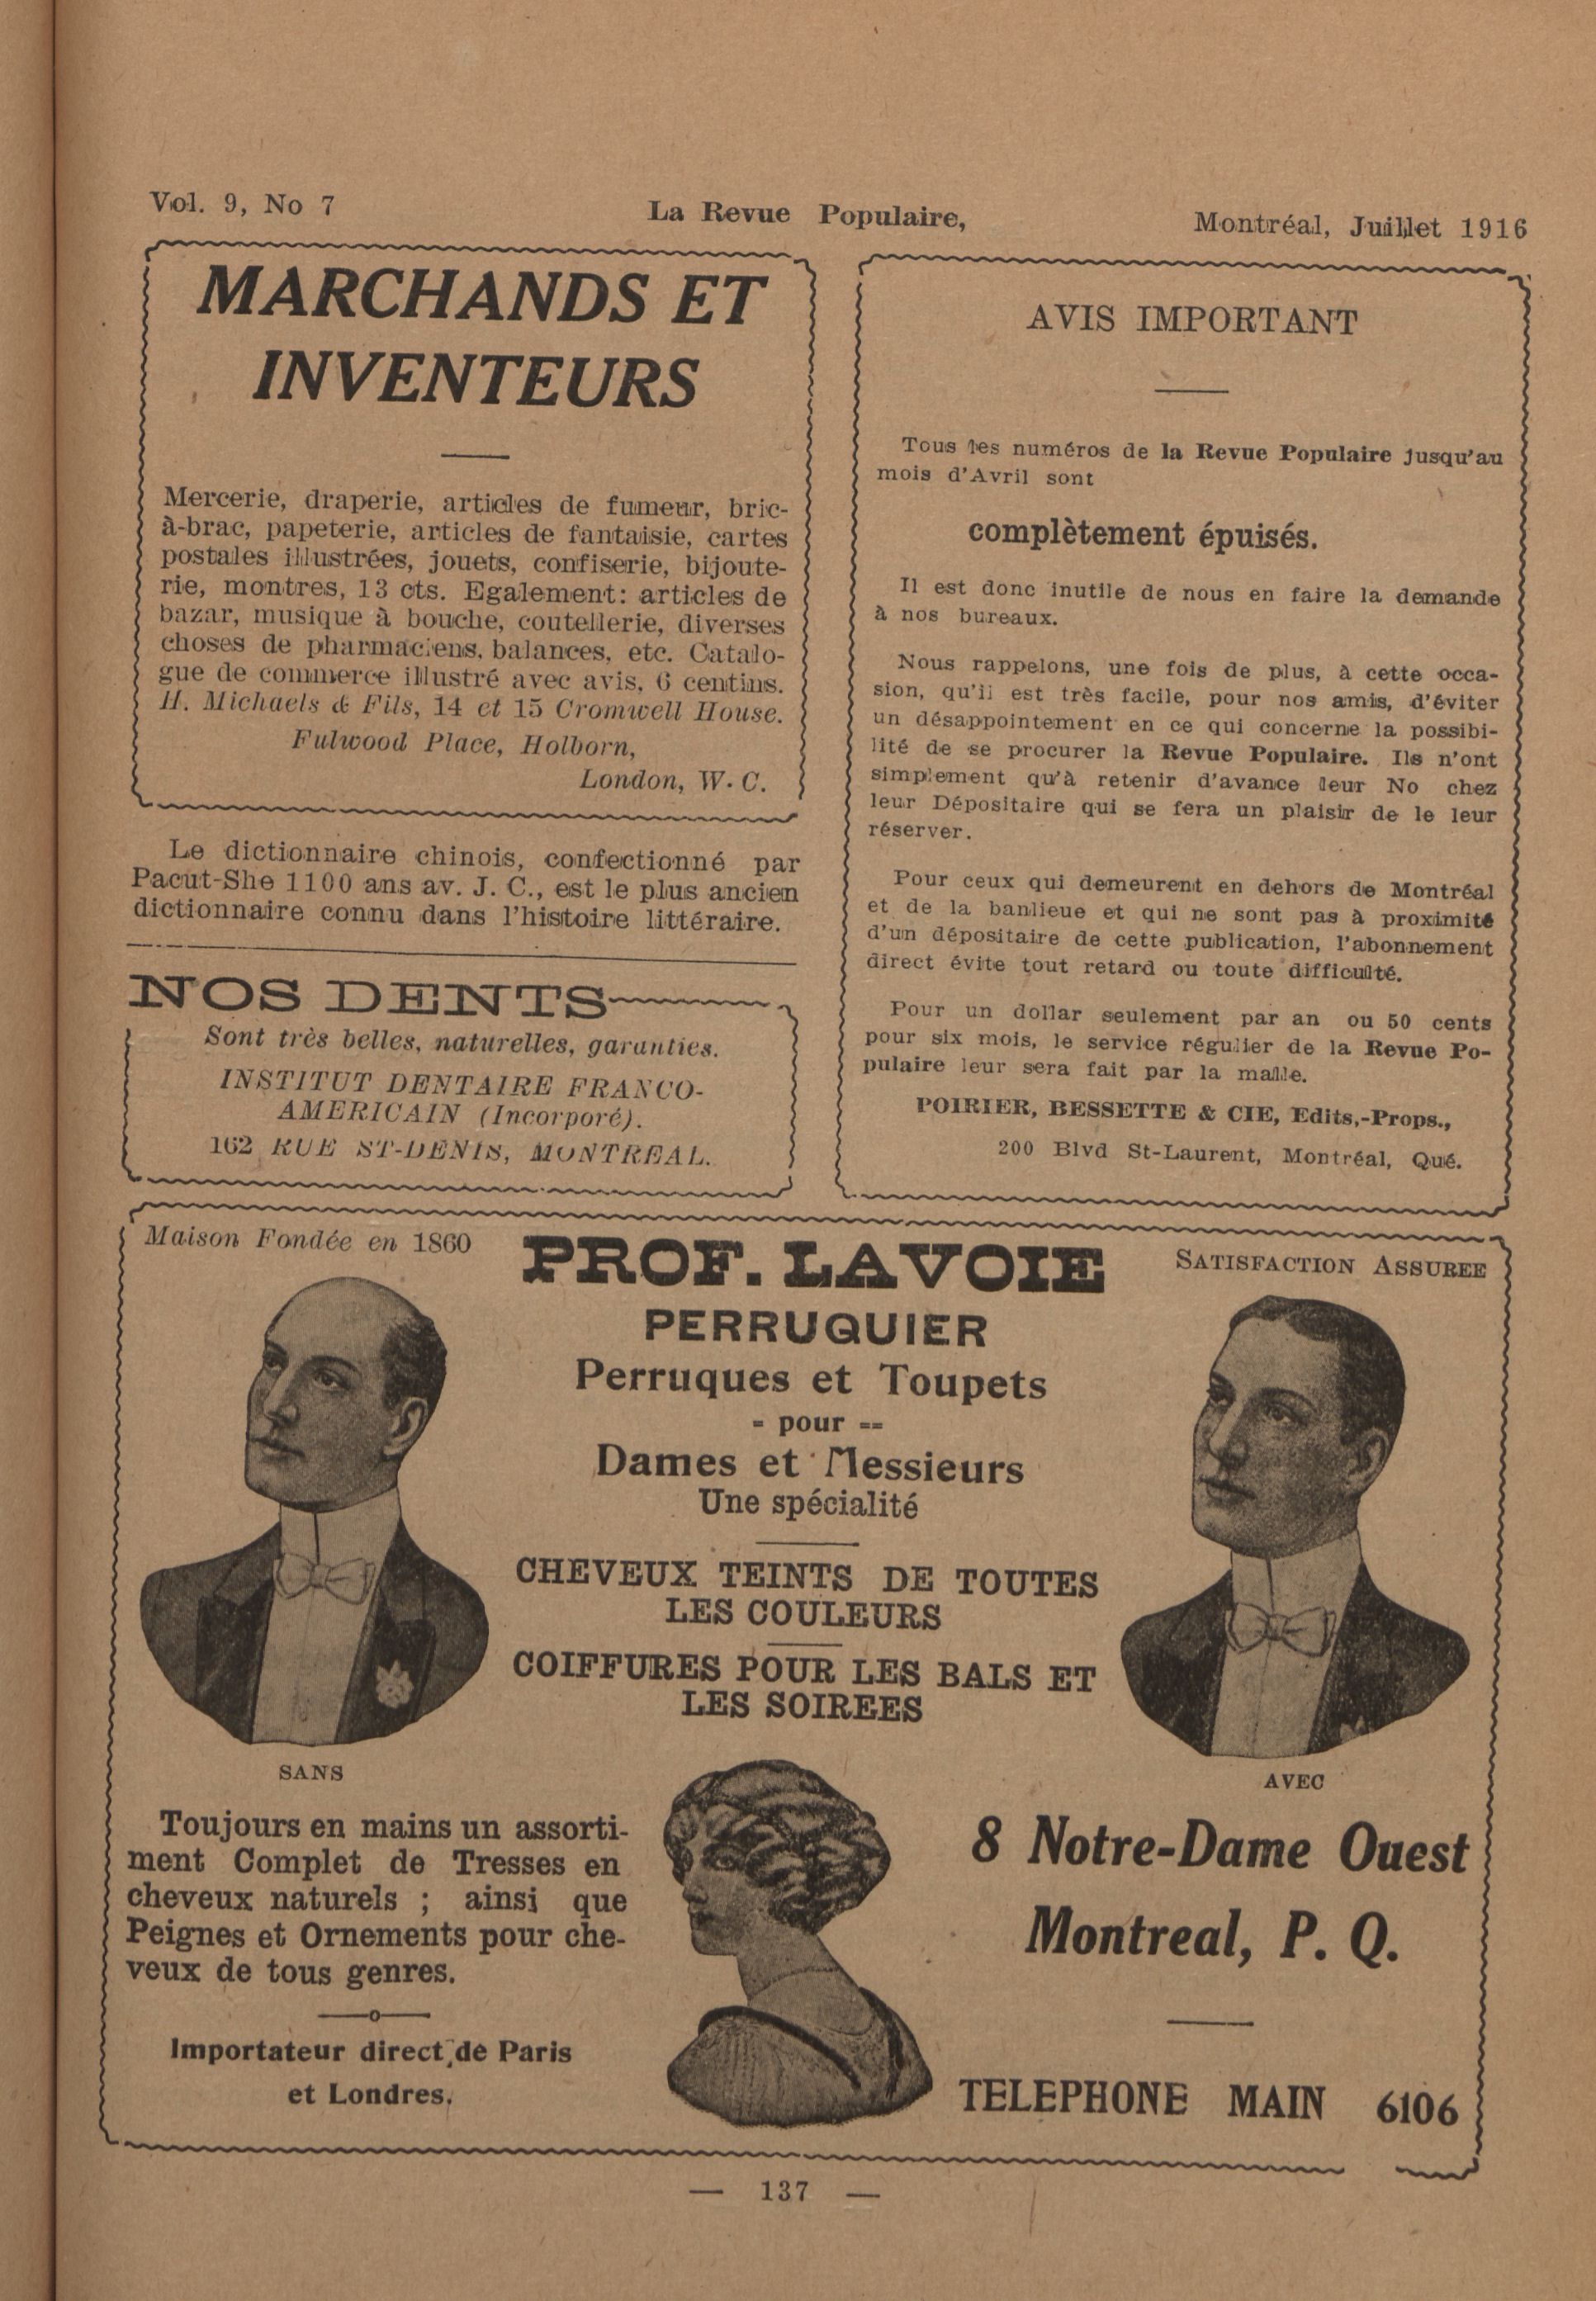 Vol. 9, No 7
La Revue Populaire,
Montréal, Juillet 1916
MARCHANDS ET
INVENTEURS
Mercerie, draperie, articles de fumeur, bric-
à-brac, papeterie, articles de fantaisie, cartes
postales illustrées, jouets, confiserie, bijoute-
rie, montres, 13 cts. Egalement: articles de
bazar, musique à bouche, coutellerie, diverses
choses de pharmaciens, balances, etc. Catalo-
gue de commerce illustré avec avis, 6 centins.
H. Michaels & Fils, 14 et 15 Cromwell House.
Fulwood Place, Holborn,
London, W. C.
Le dictionnaire chinois, confectionné par
Pacut-She 1100 ans av. J. C., est le plus ancien
dictionnaire connu dans l'histoire littéraire.
NOS DENTS
Sont très belles, naturelles, garanties.
INSTITUT DENTAIRE FRANCO-
AMERICAIN (Incorporé).
162 RUE ST-DENIS, MONTREAL.
AVIS IMPORTANT
Tous les numéros de la Revue Populaire jusqu'au
mois d'Avril sont
complètement épuisés.
Il est donc inutile de nous en faire la demande
à nos bureaux.
Nous rappelons, une fois de plus, à cette occa-
sion, qu'il est très facile, pour nos amis, d'éviter
un désappointement en ce qui concerne la possibi-
lité de se procurer la Revue Populaire. Ils n'ont
simplement qu'à retenir d'avance leur No chez
leur Dépositaire qui se fera un plaisir de le leur
réserver.
Pour ceux qui demeurent en dehors de Montréal
et de la banlieue et qui ne sont pas à proximité
d'un dépositaire de cette publication, l'abonnement
direct évite tout retard ou toute difficulté.
Pour un dollar seulement par an ou 50 cents
pour six mois, le service régulier de la Revue Po-
pulaire leur sera fait par la malle.
POIRIER, BESSETTE & CIE, Edits,-Props.,
200 Blvd St-Laurent, Montréal, Qué.
Maison Fondée en 1860
PROF. LAVOIE
SATISFACTION ASSUREE
PERRUQUIER
Perruques et Toupets
- pour --
Dames et Messieurs
Une spécialité
CHEVEUX TEINTS DE TOUTES
LES COULEURS
COIFFURES POUR LES BALS ET
LES SOIREES
SANS
AVEC
Toujours en mains un assorti-
ment Complet de Tresses en
cheveux naturels ; ainsi que
Peignes et Ornements pour che-
veux de tous genres.
Importateur direct de Paris
et Londres.
8 Notre-Dame Ouest
Montreal, P. Q.
TELEPHONE MAIN 6106
— 137 —